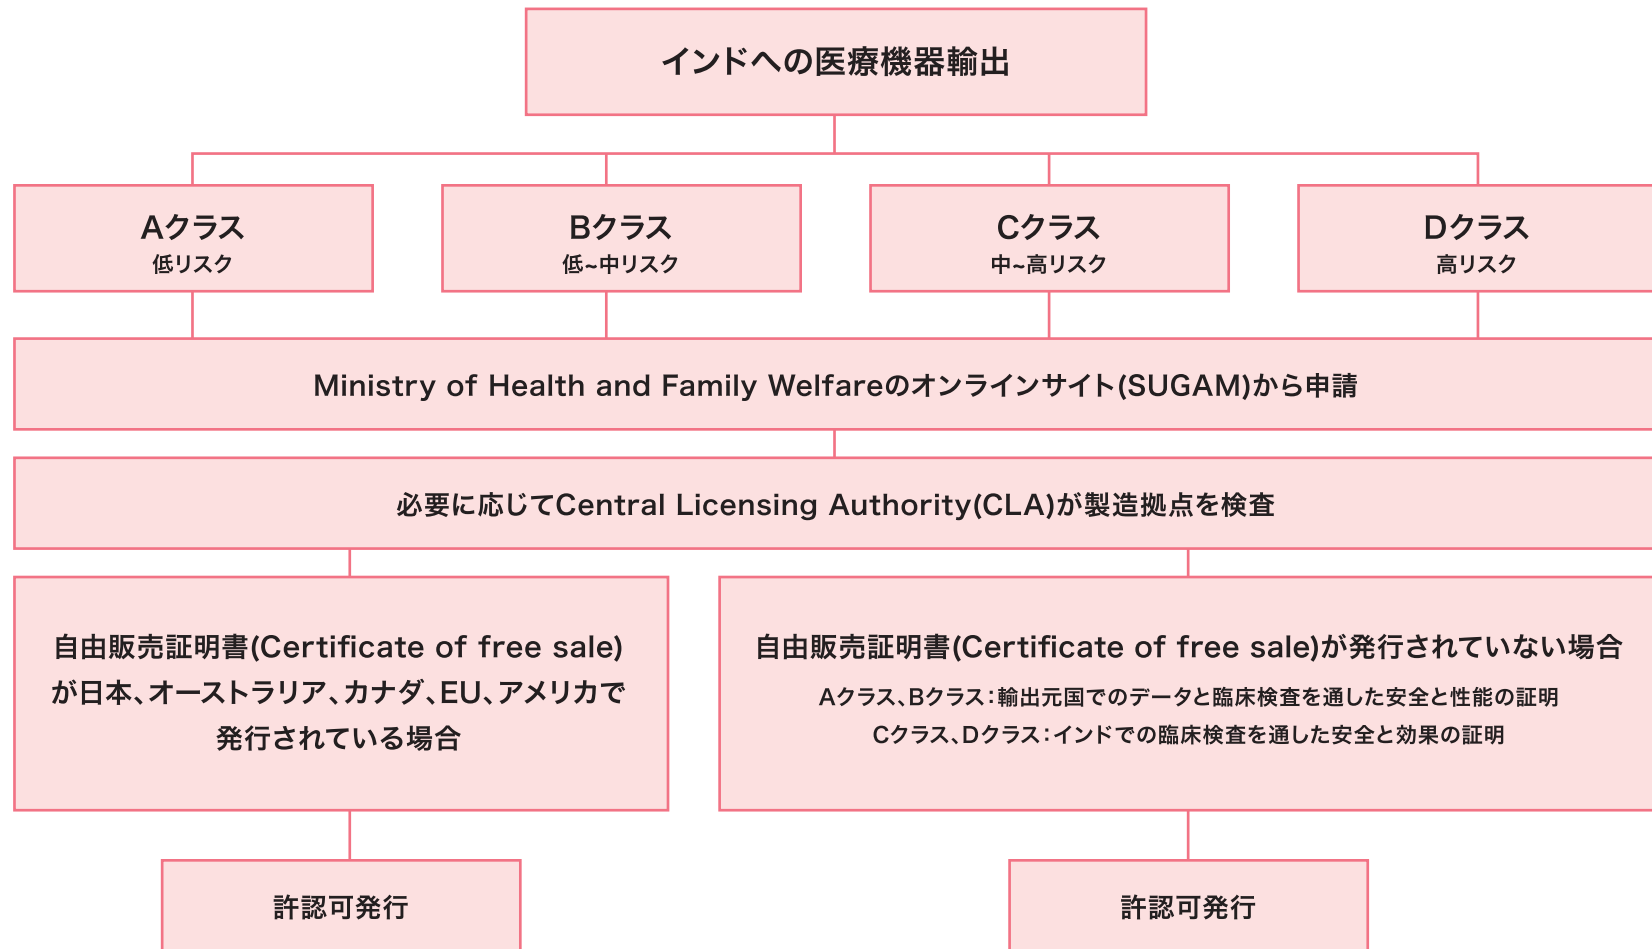 インドへの医療機器輸出
Aクラス
低リスク
Bクラス
低~中リスク
Cクラス
中~高リスク
Dクラス
高リスク
Ministry of Health and Family Welfareのオンラインサイト(SUGAM)から申請
必要に応じてCentral Licensing Authority(CLA)が製造拠点を検査
自由販売証明書(Certificate of free sale)
が日本、オーストラリア、カナダ、EU、アメリカで
発行されている場合
自由販売証明書(Certificate of free sale)が発行されていない場合
Aクラス、Bクラス：輸出元国でのデータと臨床検査を通した安全と性能の証明
Cクラス、Dクラス：インドでの臨床検査を通した安全と効果の証明
許認可発行
許認可発行